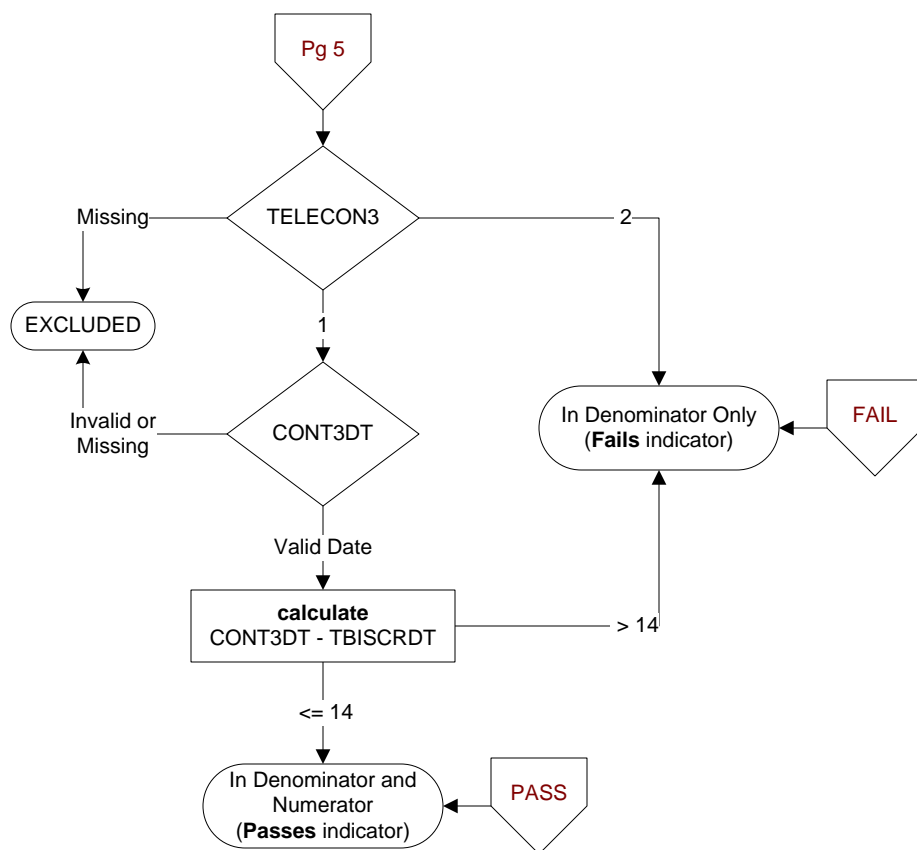 Pg 5
TELECON3
Missing
2
EXCLUDED
1
Invalid or
Missing
CONT3DT
In Denominator Only
(Fails indicator)
FAIL
Valid Date
calculate
CONT3DT - TBISCRDT
> 14
<= 14
In Denominator and
Numerator
(Passes indicator)
PASS